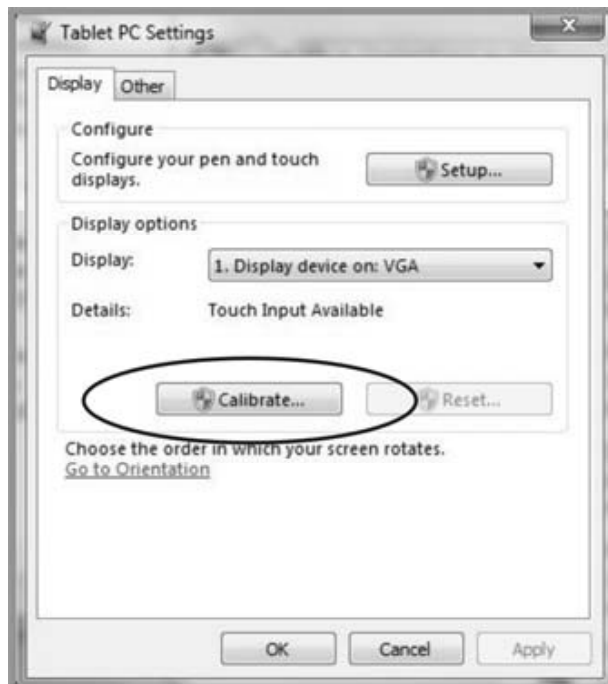 Tablet PC Settings
Display Other
Configure
Configure your pen and touch
displays.
Setup...
Display options
Display: 1. Display device on: VGA
Details: Touch Input Available
Calibrate... Reset...
Choose the order in which your screen rotates.
Go to Orientation
OK Cancel Apply